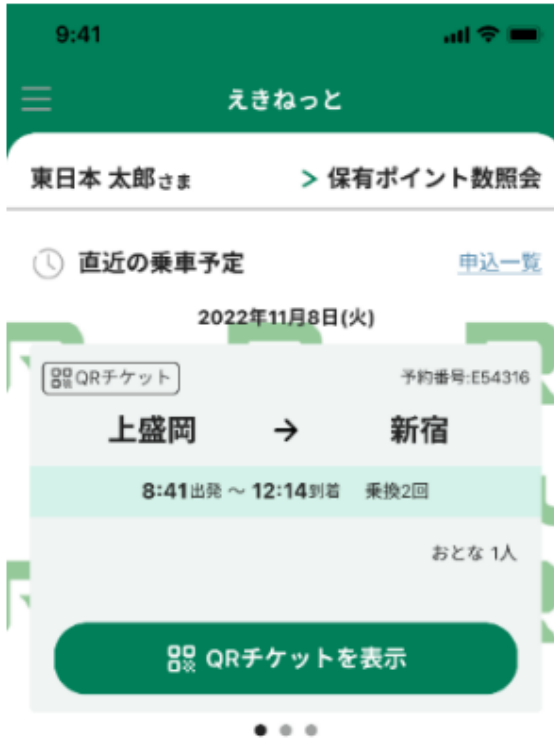 9:41
えきねっと
東日本 太郎さま > 保有ポイント数照会
直近の乗車予定 申込一覧
2022年11月8日(火)
QRチケット 予約番号:E54316
上盛岡 → 新宿
8:41出発 ～ 12:14到着 乗換2回
おとな 1人
QRチケットを表示